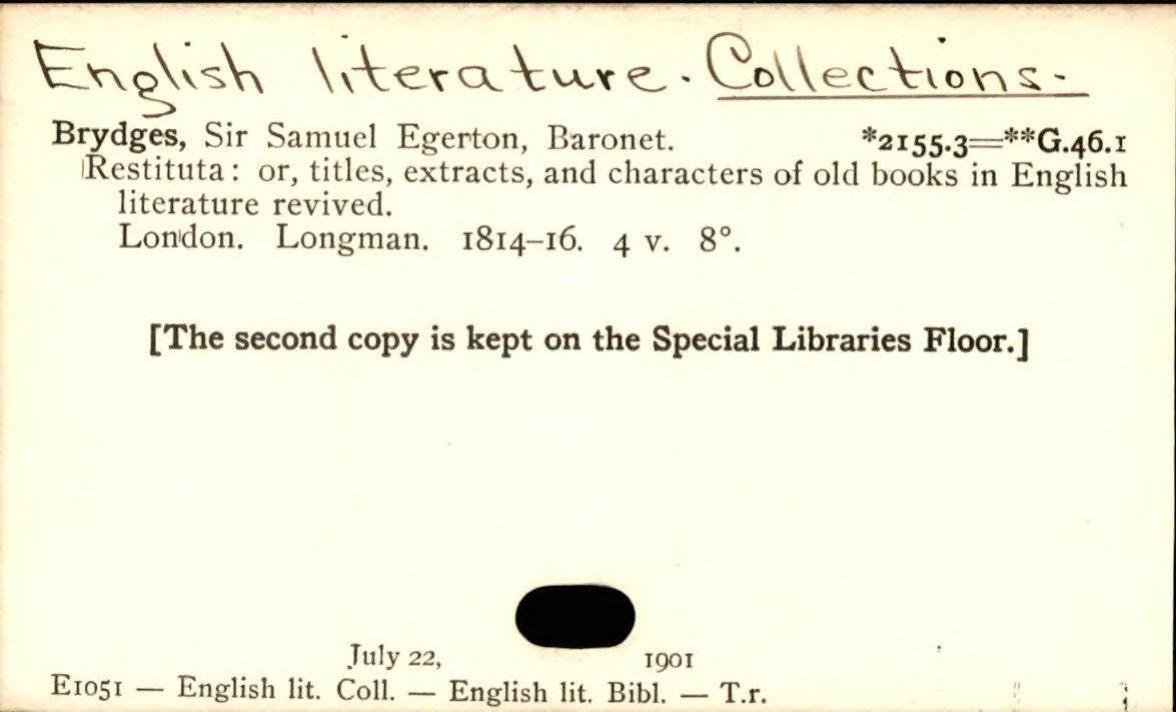 English literature. Collections.
Brydges, Sir Samuel Egerton, Baronet. *2155.3=**G.46.1
Restituta: or, titles, extracts, and characters of old books in English
literature revived.
London. Longman. 1814-16. 4 v. 8°.
[The second copy is kept on the Special Libraries Floor.]
July 22, 1901
E1051 — English lit. Coll. — English lit. Bibl. — T.r.